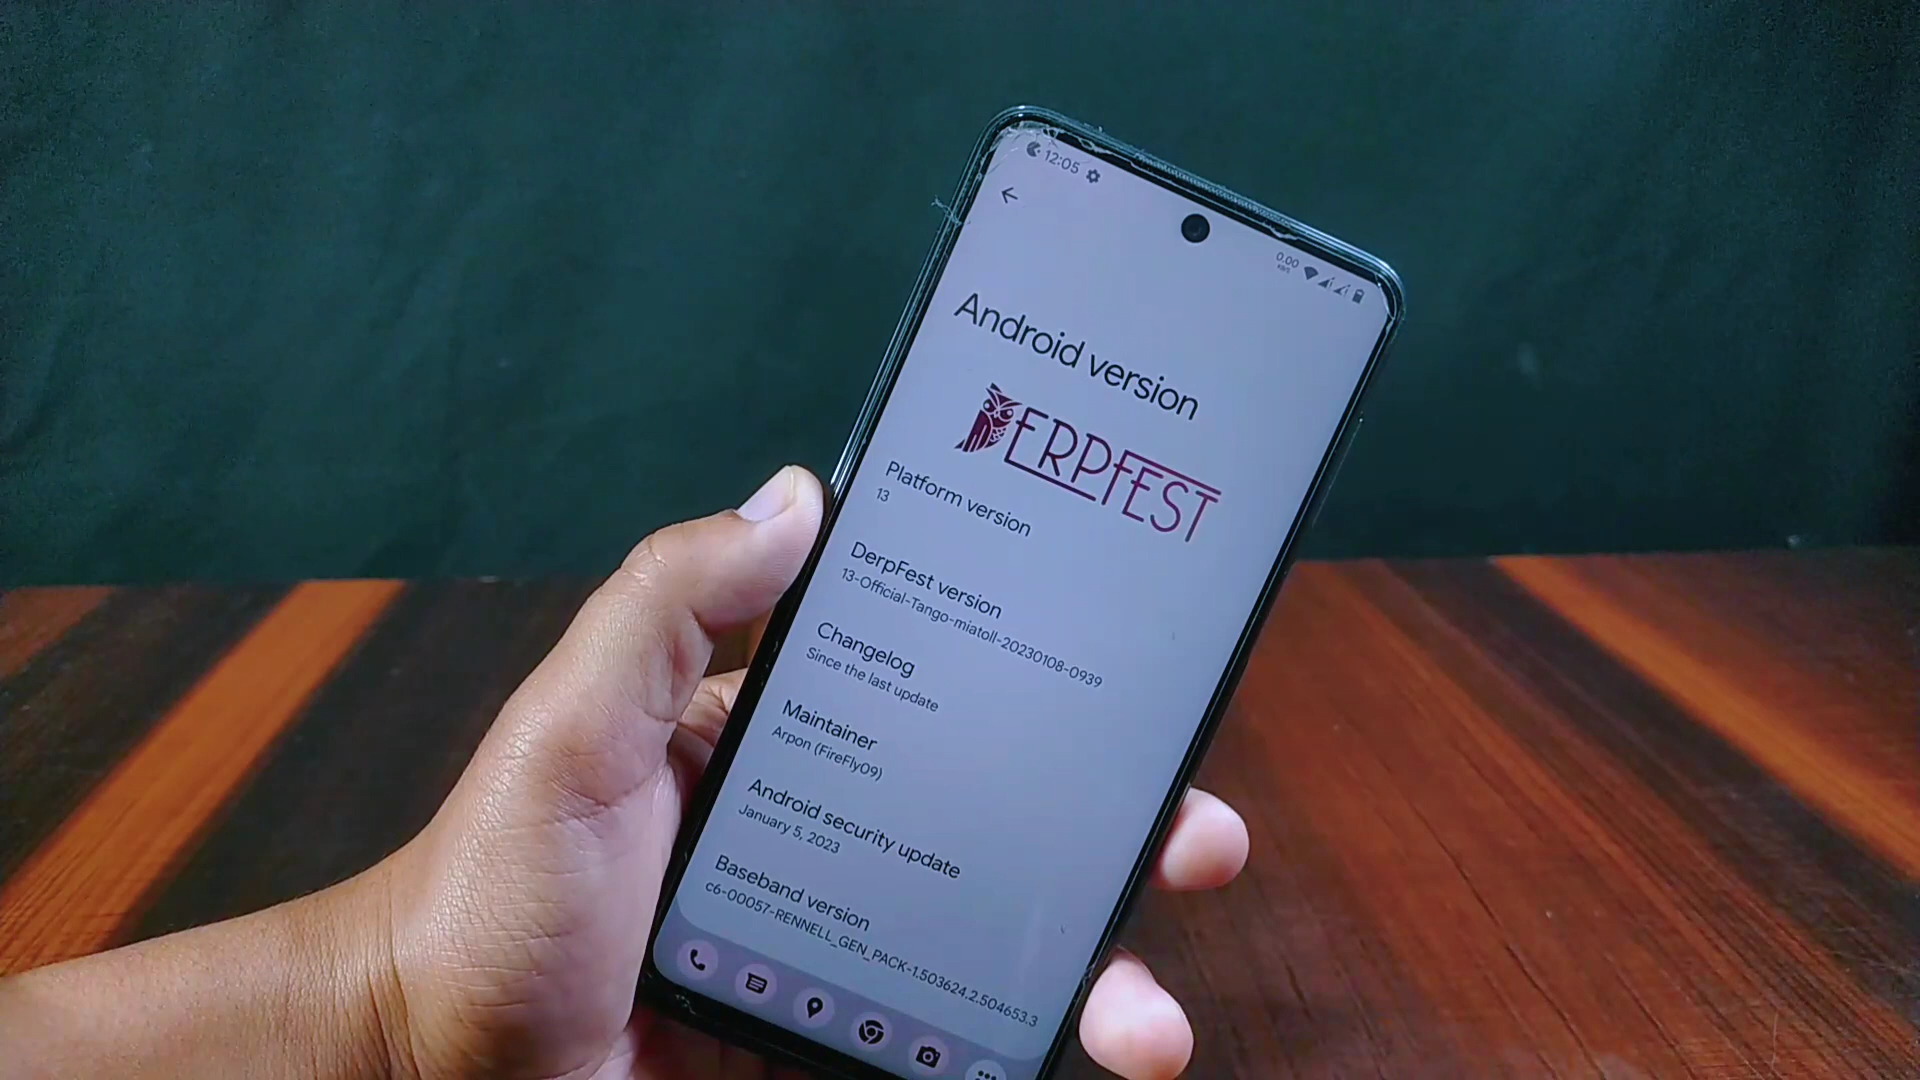 12:05
0.00
Android version
DERPFEST
Platform version
13
DerpFest version
13-Official-Tango-miatoll-20230108-0939
Changelog
Since the last update
Maintainer
Arpon (FireFly09)
Android security update
January 5, 2023
Baseband version
c6-00057-RENNELL_GEN_PACK-1.503624.2.504653.3